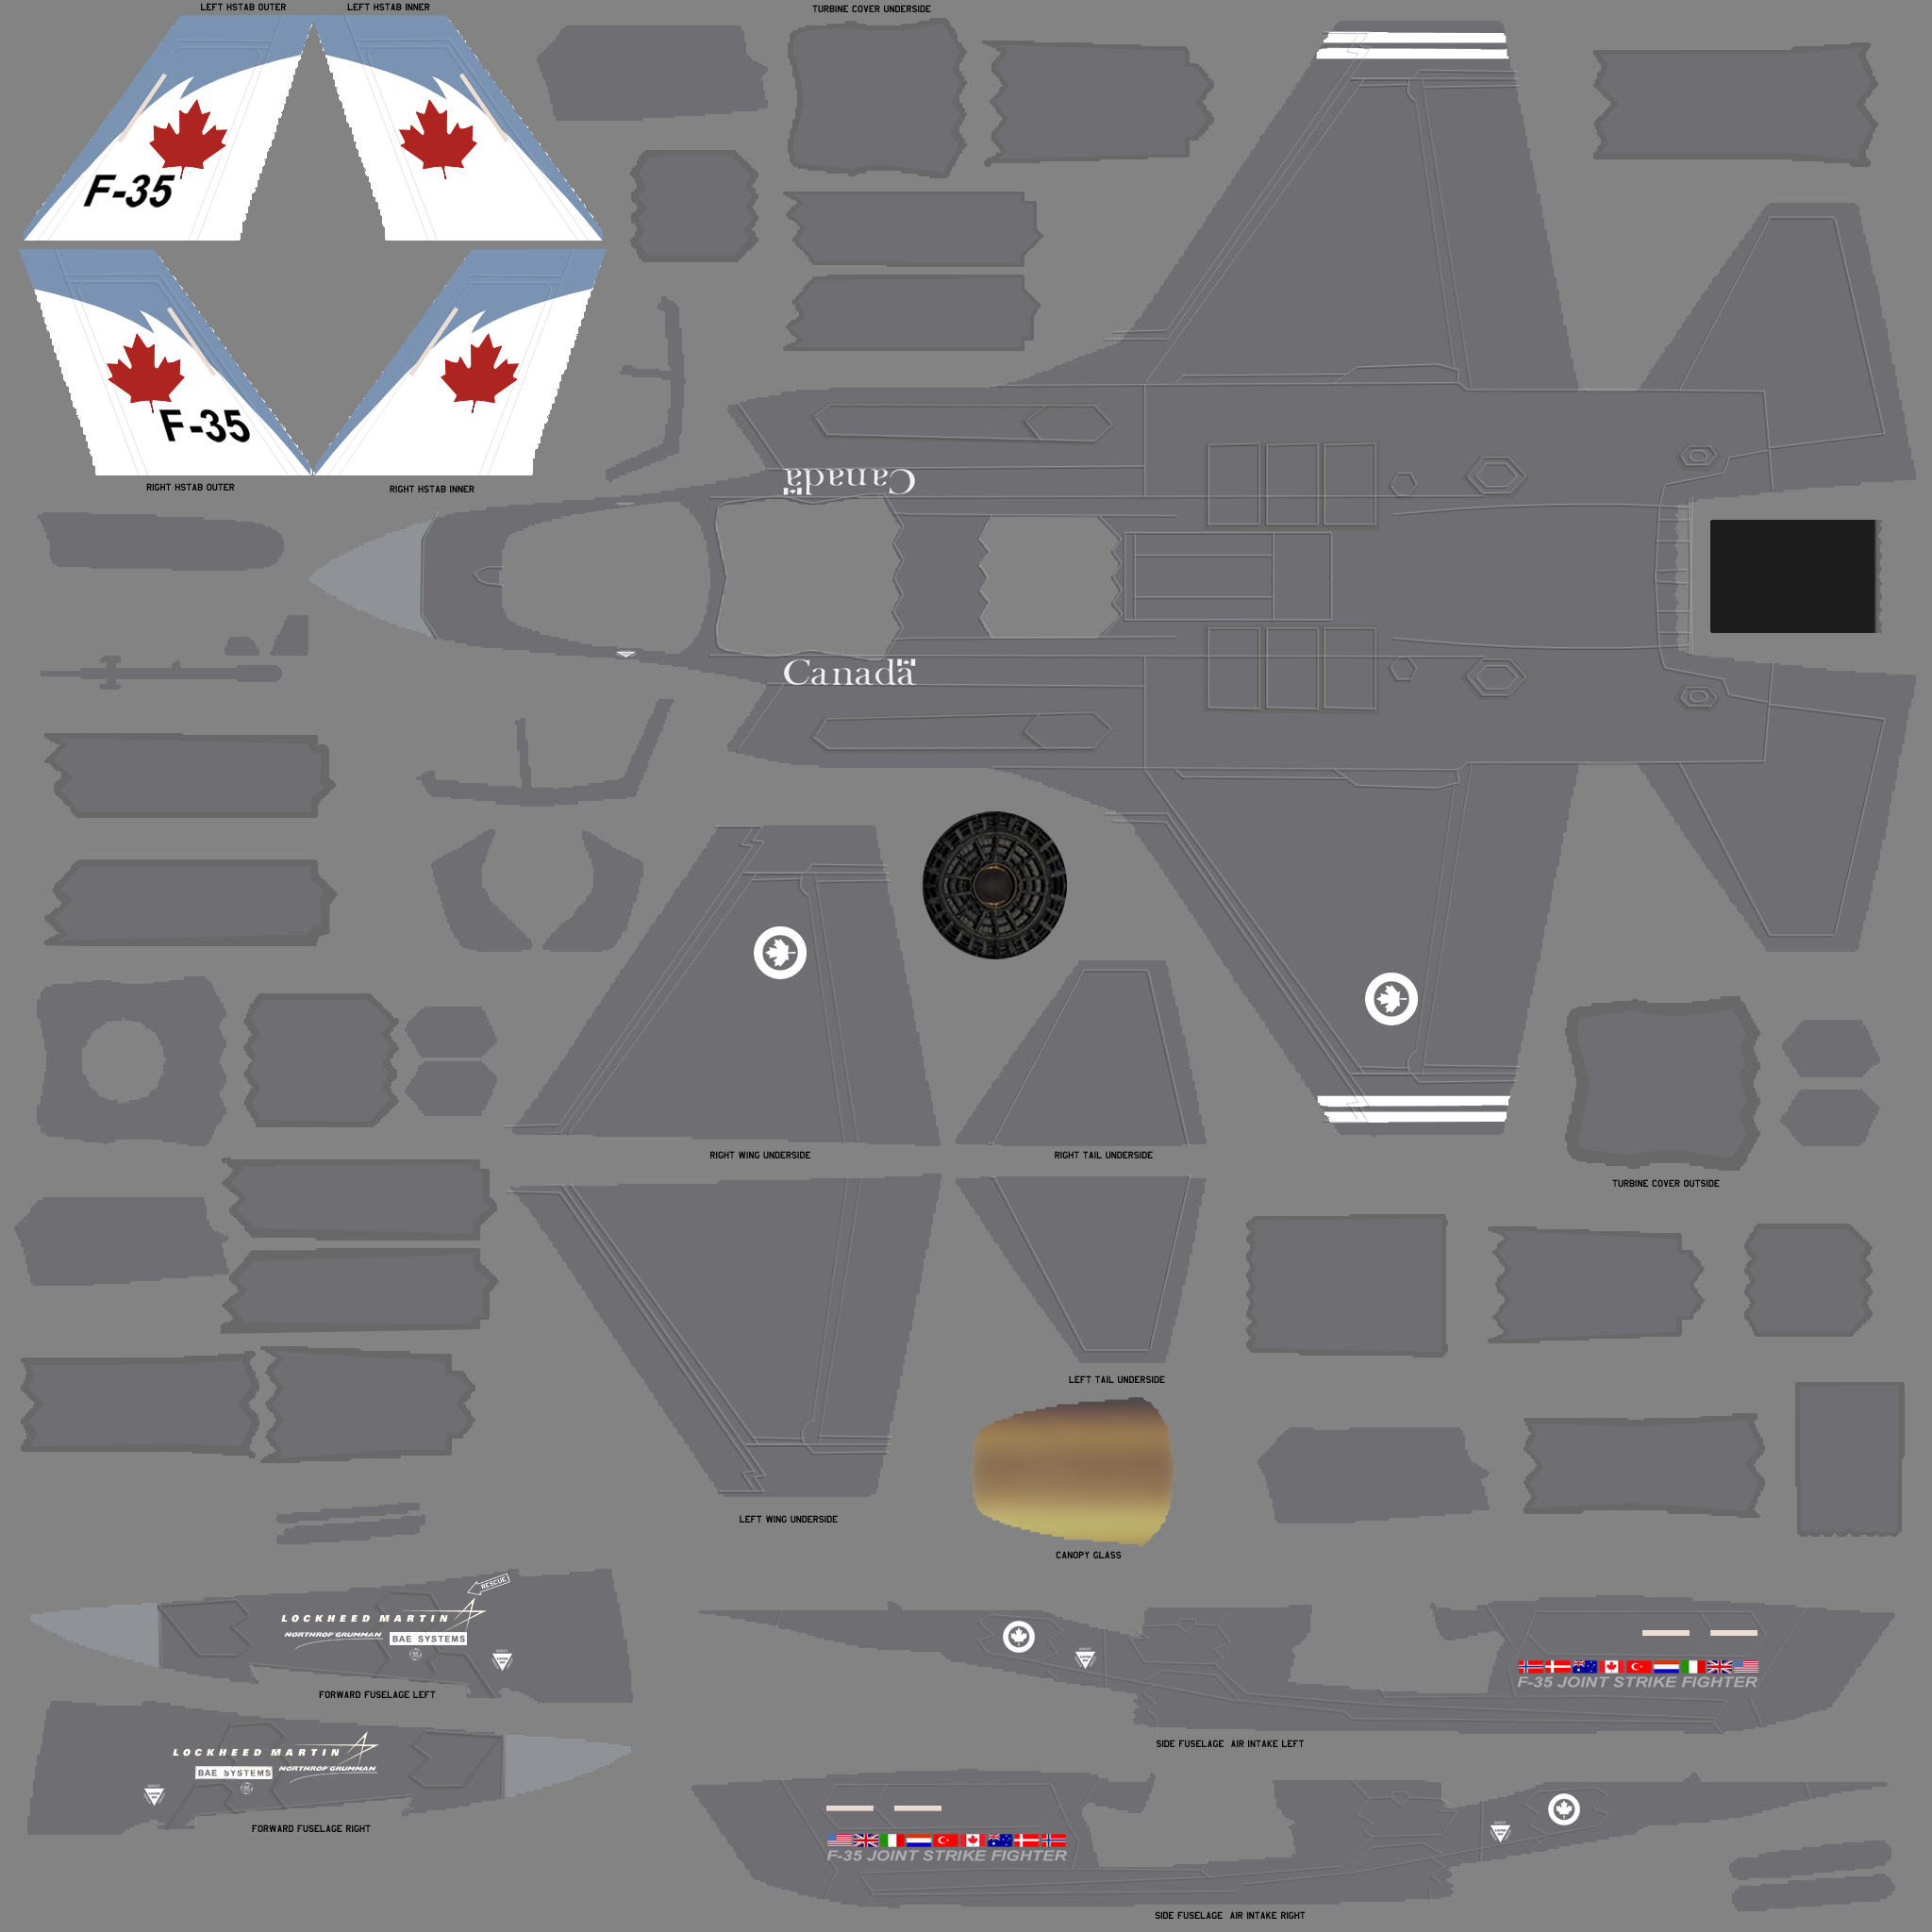 LEFT HSTAB OUTER
LEFT HSTAB INNER
TURBINE COVER UNDERSIDE
F-35
F-35
RIGHT HSTAB OUTER
RIGHT HSTAB INNER
Canada
Canada
RIGHT WING UNDERSIDE
RIGHT TAIL UNDERSIDE
TURBINE COVER OUTSIDE
LEFT TAIL UNDERSIDE
LEFT WING UNDERSIDE
CANOPY GLASS
RESCUE
LOCKHEED MARTIN
NORTHROP GRUMMAN
BAE SYSTEMS
FORWARD FUSELAGE LEFT
F-35 JOINT STRIKE FIGHTER
SIDE FUSELAGE AIR INTAKE LEFT
LOCKHEED MARTIN
BAE SYSTEMS
NORTHROP GRUMMAN
FORWARD FUSELAGE RIGHT
F-35 JOINT STRIKE FIGHTER
SIDE FUSELAGE AIR INTAKE RIGHT